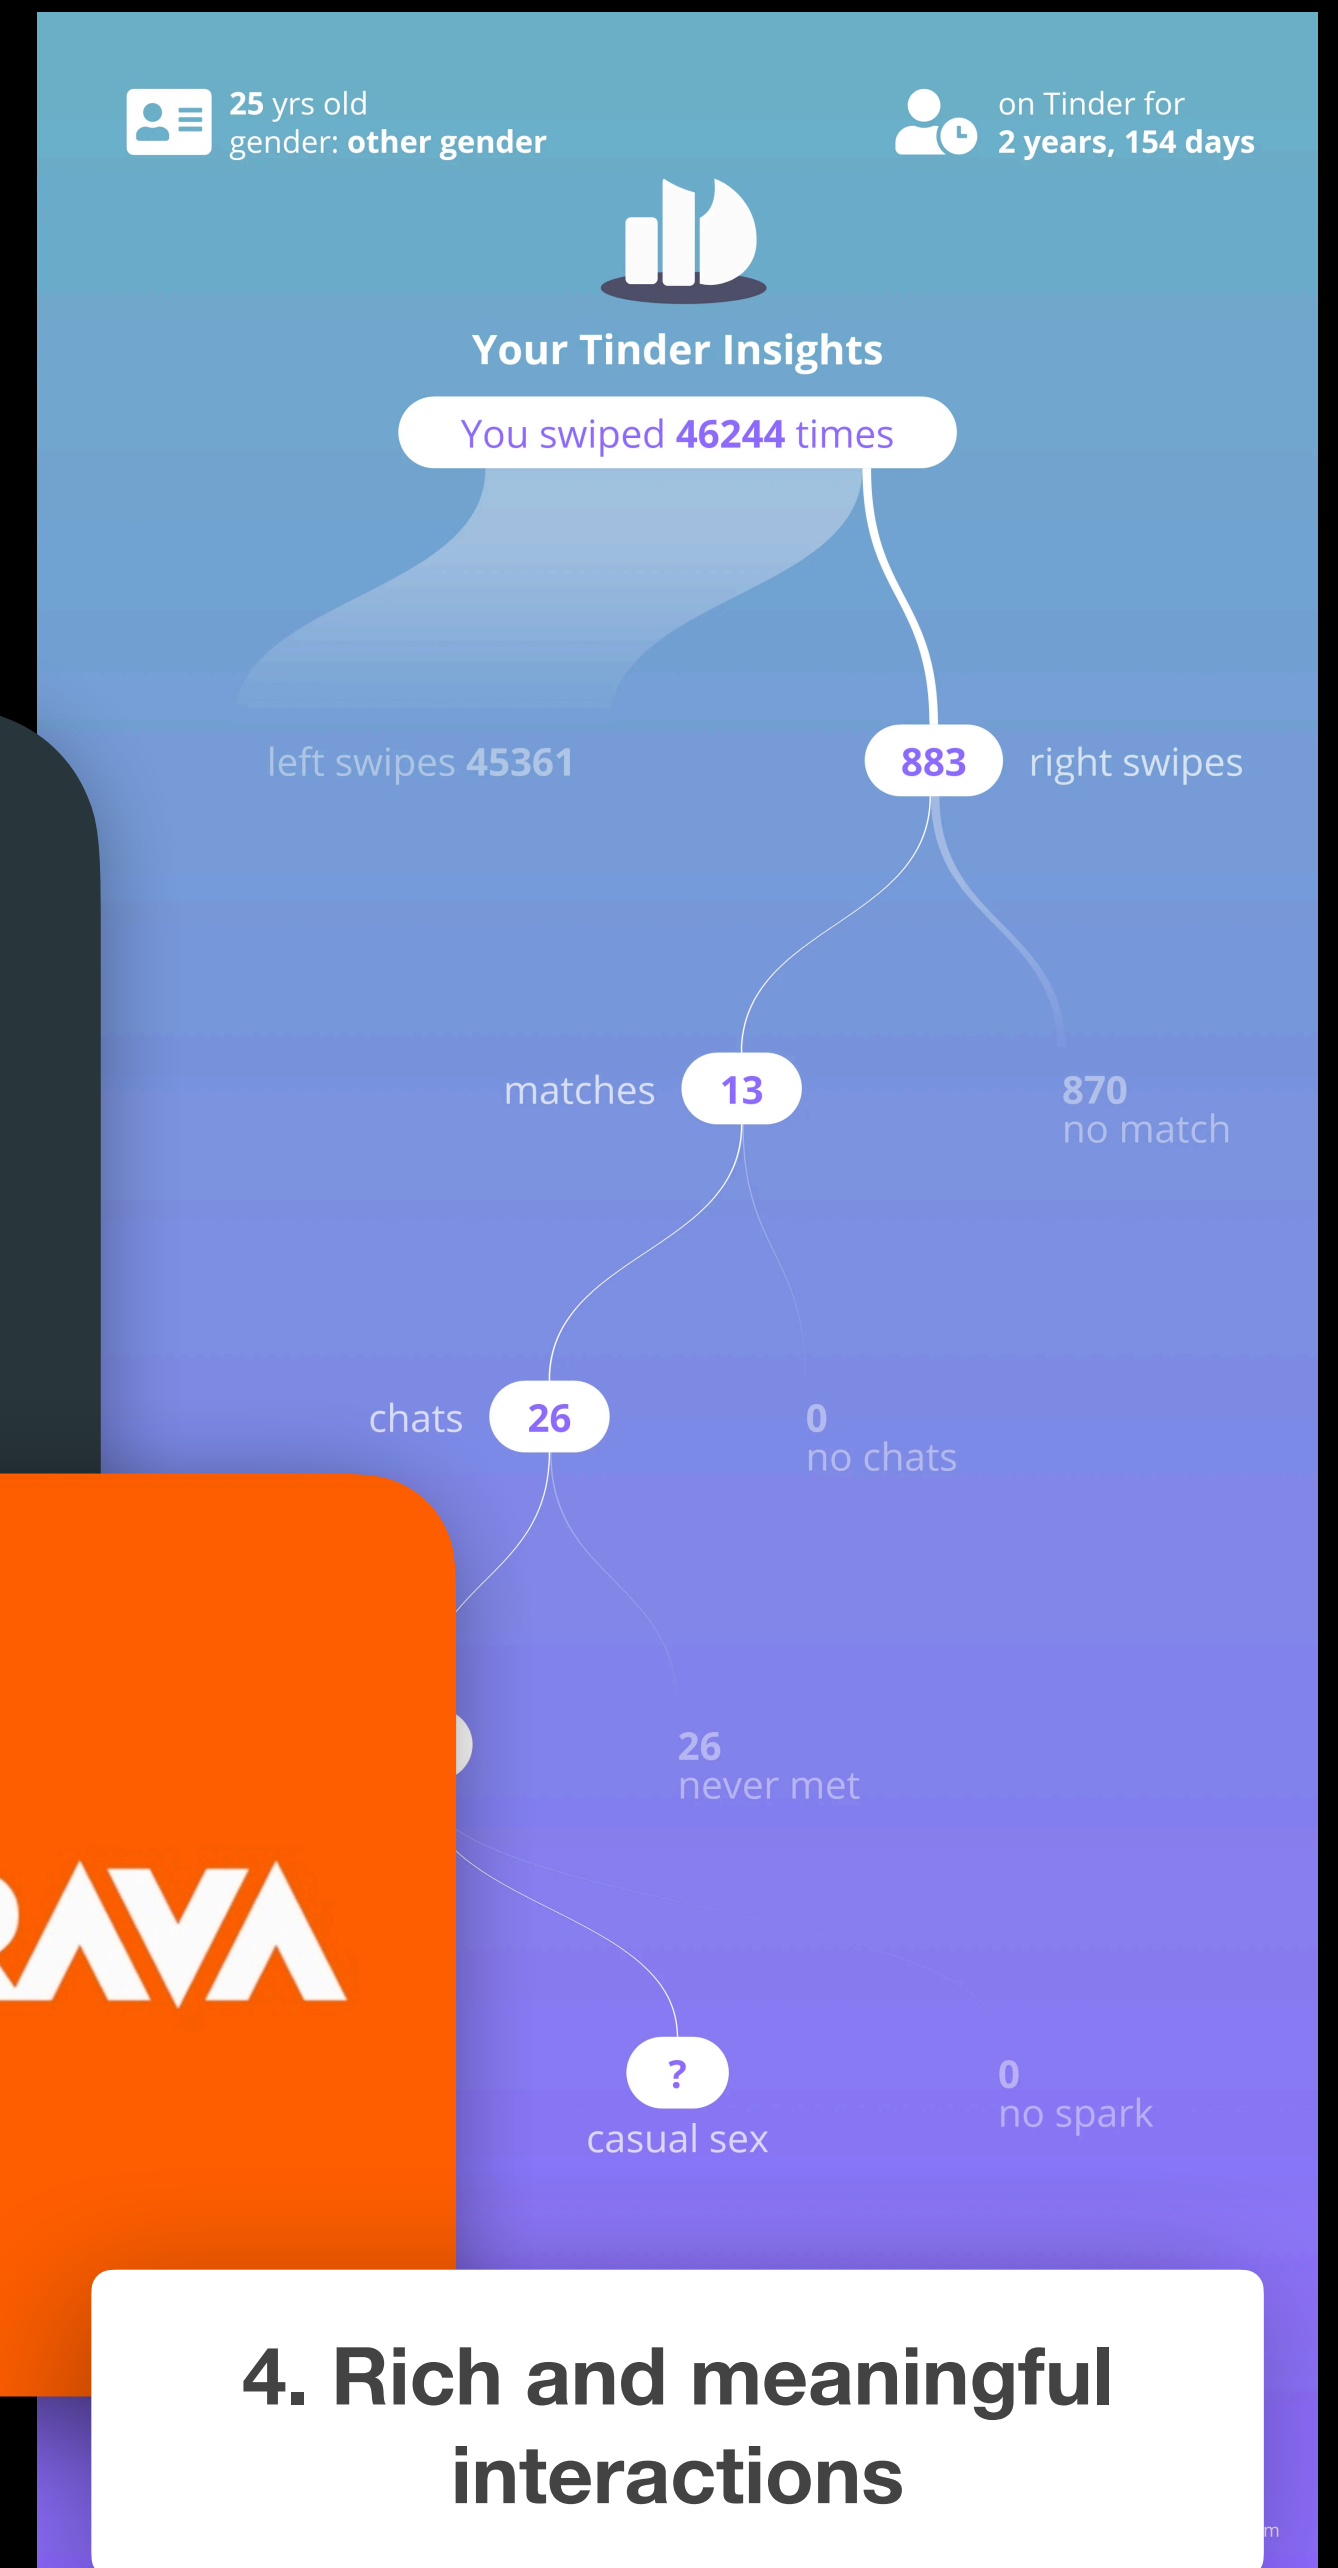 25 yrs old
gender: other gender
on Tinder for
2 years, 154 days
Your Tinder Insights
You swiped 46244 times
left swipes 45361
883 right swipes
matches 13
870
no match
chats 26
0
no chats
26
never met
RAVA
?
casual sex
0
no spark
4. Rich and meaningful
interactions
m